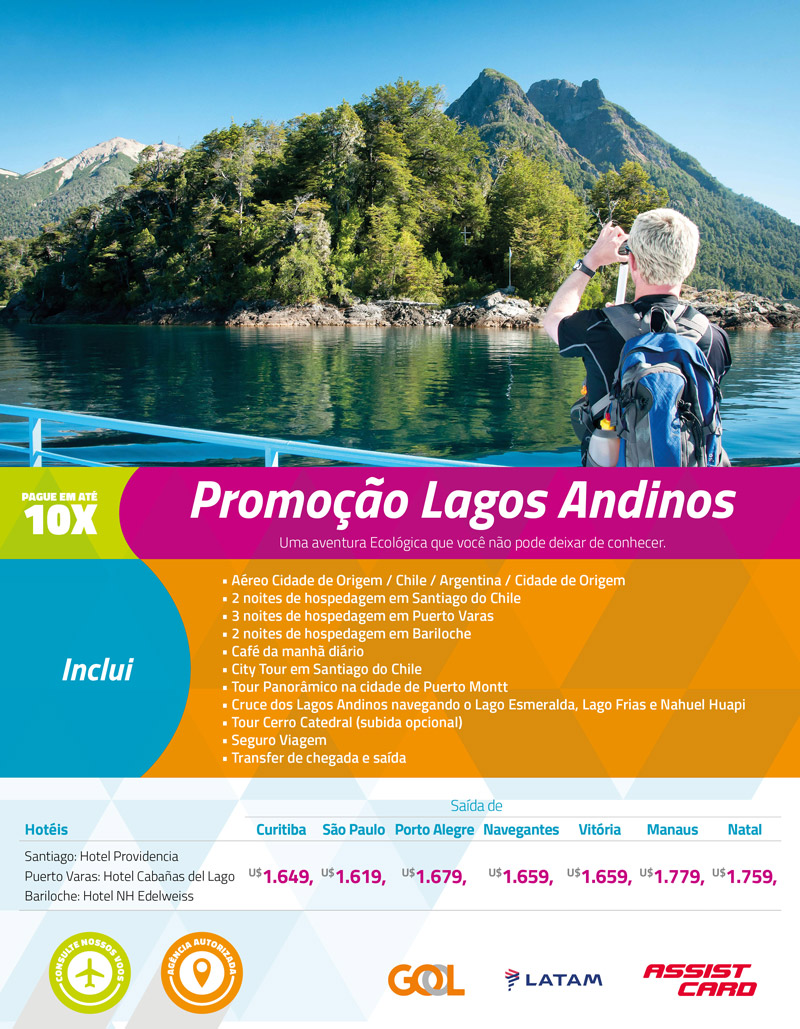 PAGUE EM ATÉ
10X
Promoção Lagos Andinos
Uma aventura Ecológica que você não pode deixar de conhecer.
Inclui
• Aéreo Cidade de Origem / Chile / Argentina / Cidade de Origem
• 2 noites de hospedagem em Santiago do Chile
• 3 noites de hospedagem em Puerto Varas
• 2 noites de hospedagem em Bariloche
• Café da manhã diário
• City Tour em Santiago do Chile
• Tour Panorâmico na cidade de Puerto Montt
• Cruce dos Lagos Andinos navegando o Lago Esmeralda, Lago Frias e Nahuel Huapi
• Tour Cerro Catedral (subida opcional)
• Seguro Viagem
• Transfer de chegada e saída
Saída de
Hotéis Curitiba São Paulo Porto Alegre Navegantes Vitória Manaus Natal
Santiago: Hotel Providencia
Puerto Varas: Hotel Cabañas del Lago U$1.649, U$1.619, U$1.679, U$1.659, U$1.659, U$1.779, U$1.759,
Bariloche: Hotel NH Edelweiss
CONSULTE NOSSOS VOOS
AGÊNCIA AUTORIZADA
GOL
LATAM
ASSIST
CARD